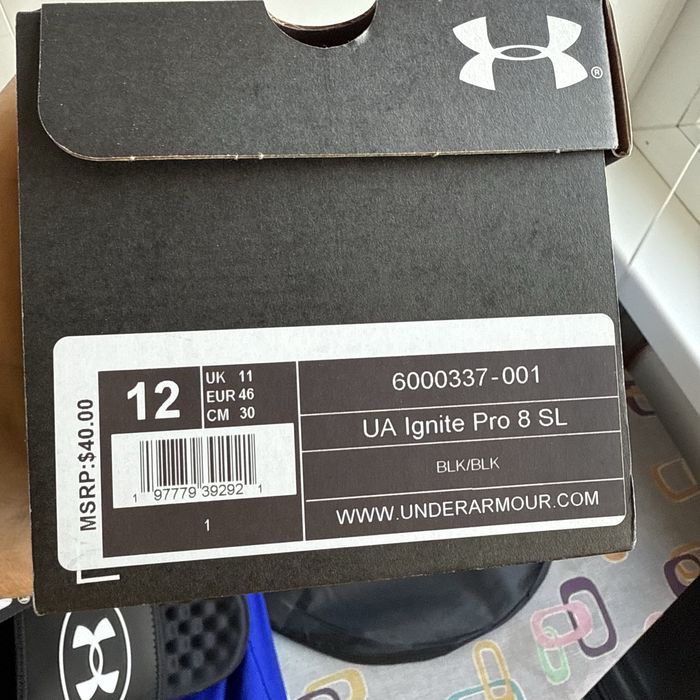 ®
MSRP:$40.00
12
UK 11
EUR 46
CM 30
1 97779 39292 1
1
6000337-001
UA Ignite Pro 8 SL
BLK/BLK
WWW.UNDERARMOUR.COM